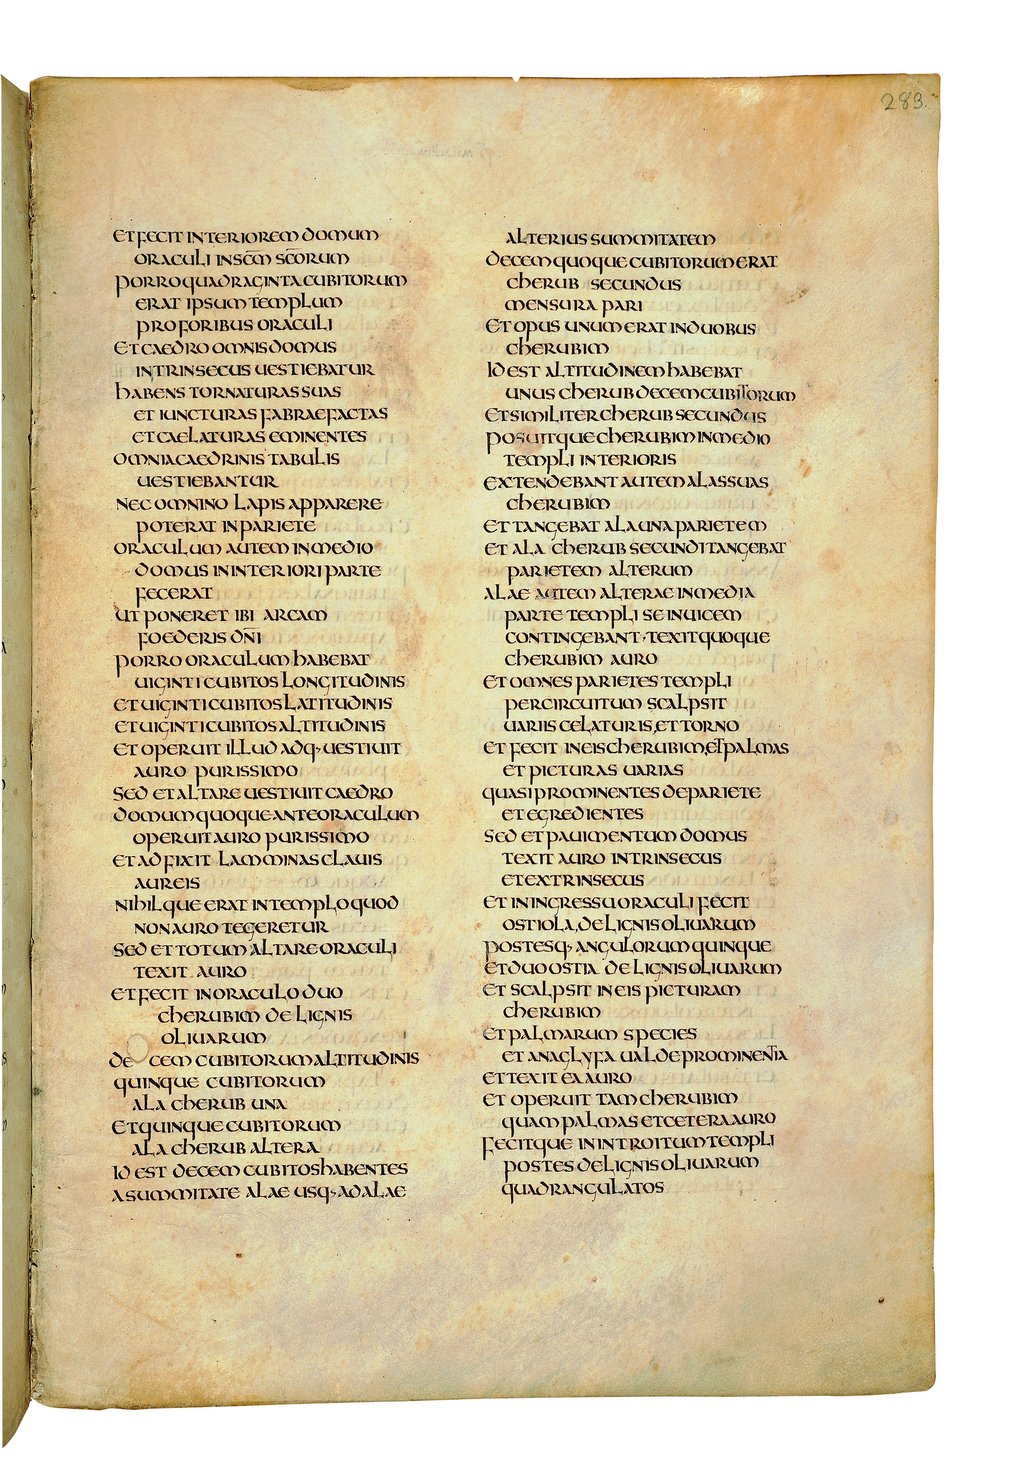 283.
ET FECIT INTERIOREM DOMUM
ORACULI IN SC̅M SC̅ORUM
PORRO QUADRAGINTA CUBITORUM
ERAT IPSUM TEMPLUM
PRO FORIBUS ORACULI
ET CAEDRO OMNIS DOMUS
INTRINSECUS UESTIEBATUR
HABENS TORNATURAS SUAS
ET IUNCTURAS FABRAEFACTAS
ET CAELATURAS EMINENTES
OMNIA CAEDRINIS TABULIS
UESTIEBANTUR
NEC OMNINO LAPIS APPARERE
POTERAT IN PARIETE
ORACULUM AUTEM IN MEDIO
DOMUS IN INTERIORI PARTE
FECERAT
UT PONERET IBI ARCAM
FOEDERIS DN̅I
PORRO ORACULUM HABEBAT
UIGINTI CUBITOS LONGITUDINIS
ET UIGINTI CUBITOS LATITUDINIS
ET UIGINTI CUBITOS ALTITUDINIS
ET OPERUIT ILLUD ADQ· UESTIUIT
AURO PURISSIMO
SED ET ALTARE UESTIUIT CAEDRO
DOMUM QUOQUE ANTE ORACULUM
OPERUIT AURO PURISSIMO
ET ADFIXIT LAMMINAS CLAUIS
AUREIS
NIHILQUE ERAT IN TEMPLO QUOD
NON AURO TEGERETUR
SED ET TOTUM ALTARE ORACULI
TEXIT AURO
ET FECIT IN ORACULO DUO
CHERUBIM DE LIGNIS
OLIUARUM
DECEM CUBITORUM ALTITUDINIS
QUINQUE CUBITORUM
ALA CHERUB UNA
ET QUINQUE CUBITORUM
ALA CHERUB ALTERA
ID EST DECEM CUBITOS HABENTES
A SUMMITATE ALAE USQ· AD ALAE
ALTERIUS SUMMITATEM
DECEM QUOQUE CUBITORUM ERAT
CHERUB SECUNDUS
MENSURA PARI
ET OPUS UNUM ERAT IN DUOBUS
CHERUBIM
ID EST ALTITUDINEM HABEBAT
UNUS CHERUB DECEM CUBITORUM
ET SIMILITER CHERUB SECUNDUS
POSUITQUE CHERUBIM IN MEDIO
TEMPLI INTERIORIS
EXTENDEBANT AUTEM ALAS SUAS
CHERUBIM
ET TANGEBAT ALA UNA PARIETEM
ET ALA CHERUB SECUNDI TANGEBAT
PARIETEM ALTERUM
ALAE AUTEM ALTERAE IN MEDIA
PARTE TEMPLI SE INUICEM
CONTINGEBANT · TEXIT QUOQUE
CHERUBIM AURO
ET OMNES PARIETES TEMPLI
PER CIRCUITUM SCALPSIT
UARIIS CELATURIS, ET TORNO
ET FECIT IN EIS CHERUBIM, ET PALMAS
ET PICTURAS UARIAS
QUASI PROMINENTES DE PARIETE
ET EGREDIENTES
SED ET PAUIMENTUM DOMUS
TEXIT AURO INTRINSECUS
ET EXTRINSECUS
ET IN INGRESSU ORACULI FECIT
OSTIOLA, DE LIGNIS OLIUARUM
POSTESQ· ANGULORUM QUINQUE
ET DUO OSTIA DE LIGNIS OLIUARUM
ET SCALPSIT IN EIS PICTURAM
CHERUBIM
ET PALMARUM SPECIES
ET ANAGLYFA UALDE PROMINENTIA
ET TEXIT EA AURO
ET OPERUIT TAM CHERUBIM
QUAM PALMAS ET CETERA AURO
FECITQUE IN INTROITUM TEMPLI
POSTES DE LIGNIS OLIUARUM
QUADRANGULATOS